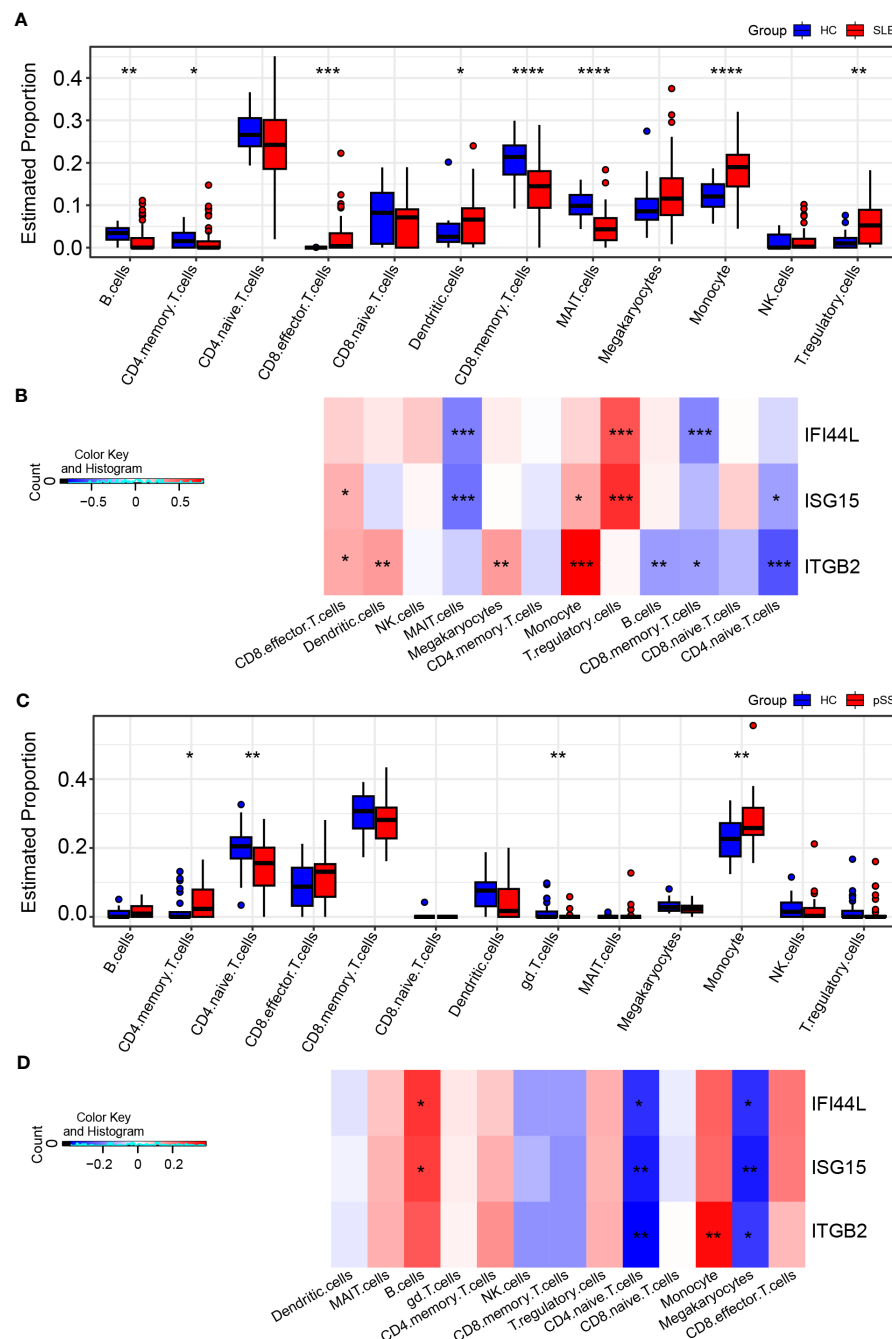 A
Group HC SLE
** * *** * **** **** **** **
Estimated Proportion
0.4
0.3
0.2
0.1
0.0
B.cells
CD4.memory.T.cells
CD4.naive.T.cells
CD8.effector.T.cells
CD8.naive.T.cells
Dendritic.cells
CD8.memory.T.cells
MAIT.cells
Megakaryocytes
Monocyte
NK.cells
T.regulatory.cells
B
Color Key
and Histogram
Count
0
−0.5 0 0.5
*** *** *** IFI44L
* *** * *** * ISG15
* ** ** *** ** * *** ITGB2
CD8.effector.T.cells
Dendritic.cells
NK.cells
MAIT.cells
Megakaryocytes
CD4.memory.T.cells
Monocyte
T.regulatory.cells
B.cells
CD8.memory.T.cells
CD8.naive.T.cells
CD4.naive.T.cells
C
Group HC pSS
* ** ** **
Estimated Proportion
0.4
0.2
0.0
B.cells
CD4.memory.T.cells
CD4.naive.T.cells
CD8.effector.T.cells
CD8.memory.T.cells
CD8.naive.T.cells
Dendritic.cells
gd.T.cells
MAIT.cells
Megakaryocytes
Monocyte
NK.cells
T.regulatory.cells
D
Color Key
and Histogram
Count
0
−0.2 0 0.2
* * * IFI44L
* ** ** ISG15
** ** * ITGB2
Dendritic.cells
MAIT.cells
B.cells
gd.T.cells
CD4.memory.T.cells
NK.cells
CD8.memory.T.cells
T.regulatory.cells
CD4.naive.T.cells
CD8.naive.T.cells
Monocyte
Megakaryocytes
CD8.effector.T.cells